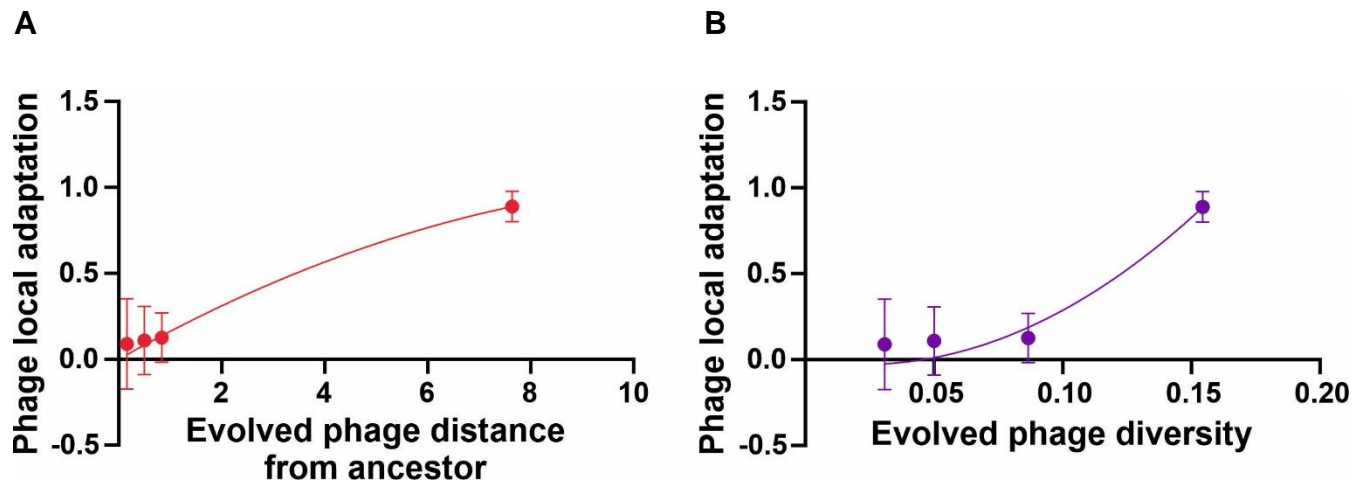 A
B
Phage local adaptation
1.5
1.0
0.5
0.0
-0.5
2
4
6
8
10
Evolved phage distance
from ancestor
Phage local adaptation
1.5
1.0
0.5
0.0
-0.5
0.05
0.10
0.15
0.20
Evolved phage diversity